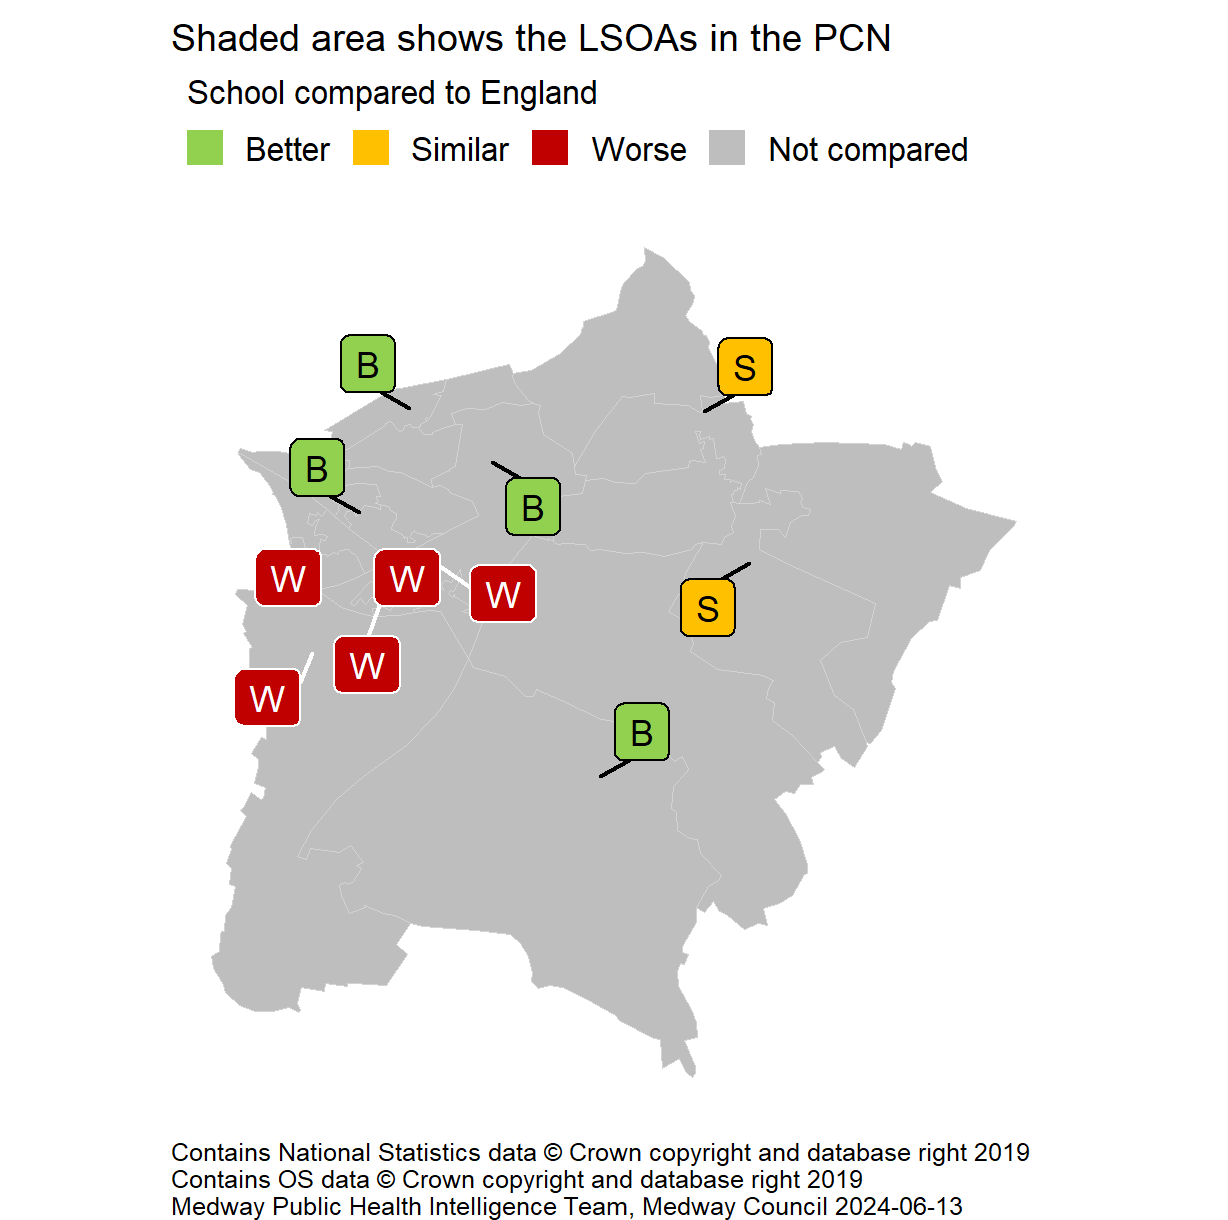 Shaded area shows the LSOAs in the PCN
School compared to England
Better Similar Worse Not compared
B
S
B
B
W
W
W
S
W
W
B
Contains National Statistics data © Crown copyright and database right 2019
Contains OS data © Crown copyright and database right 2019
Medway Public Health Intelligence Team, Medway Council 2024-06-13